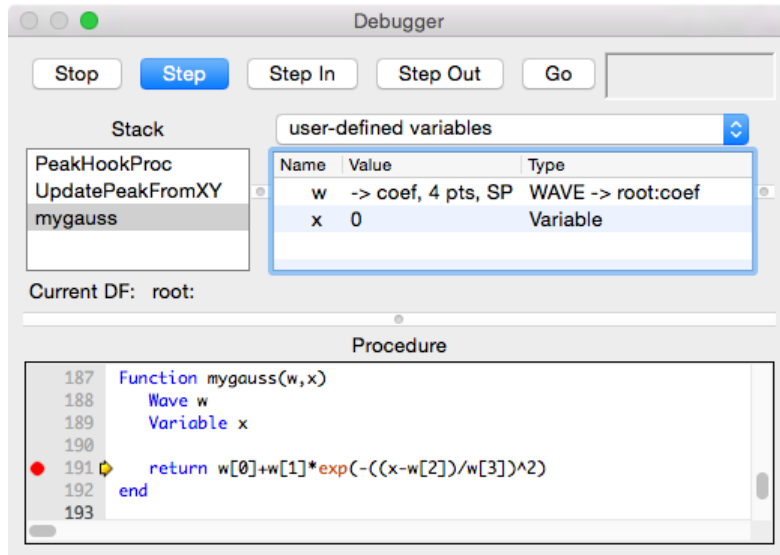 Debugger
Stop Step Step In Step Out Go
Stack
user-defined variables
PeakHookProc
UpdatePeakFromXY
mygauss
Name Value Type
w -> coef, 4 pts, SP WAVE -> root:coef
x 0 Variable
Current DF: root:
Procedure
187 Function mygauss(w,x)
188 Wave w
189 Variable x
190
191 return w[0]+w[1]*exp(-((x-w[2])/w[3])^2)
192 end
193